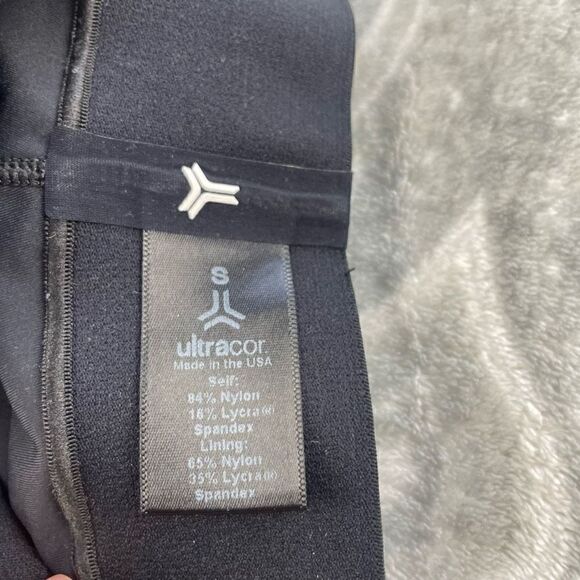 S
ultracor.
Made in the USA
Self:
84% Nylon
16% Lycra(R)
Spandex
Lining:
65% Nylon
35% Lycra(R)
Spandex